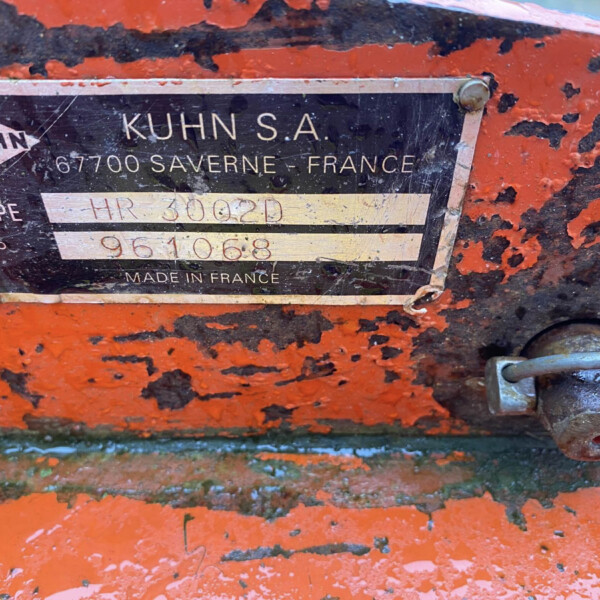 KUHN S.A.
67700 SAVERNE - FRANCE
HR 3002D
961068
MADE IN FRANCE